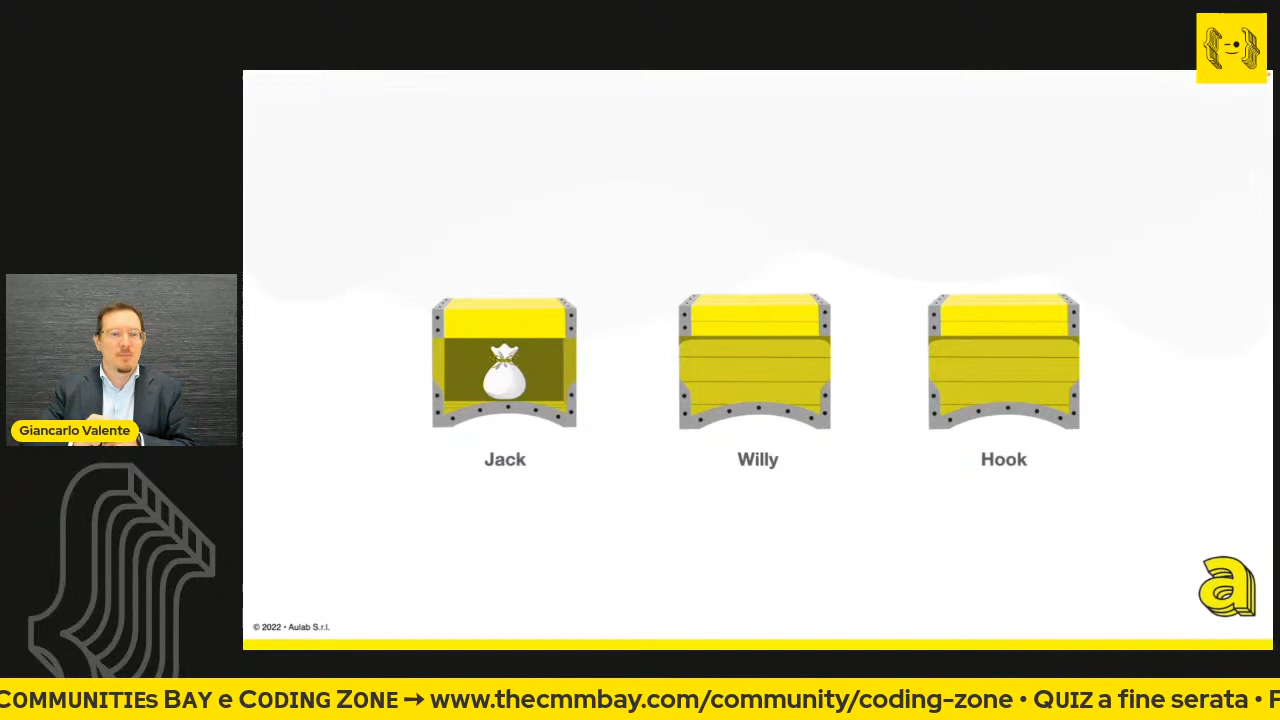 Giancarlo Valente
Jack
Willy
Hook
© 2022 • Aulab S.r.l.
a
COMMUNITIEs BAY e CODING ZONE → www.thecmmbay.com/community/coding-zone • QUIZ a fine serata •